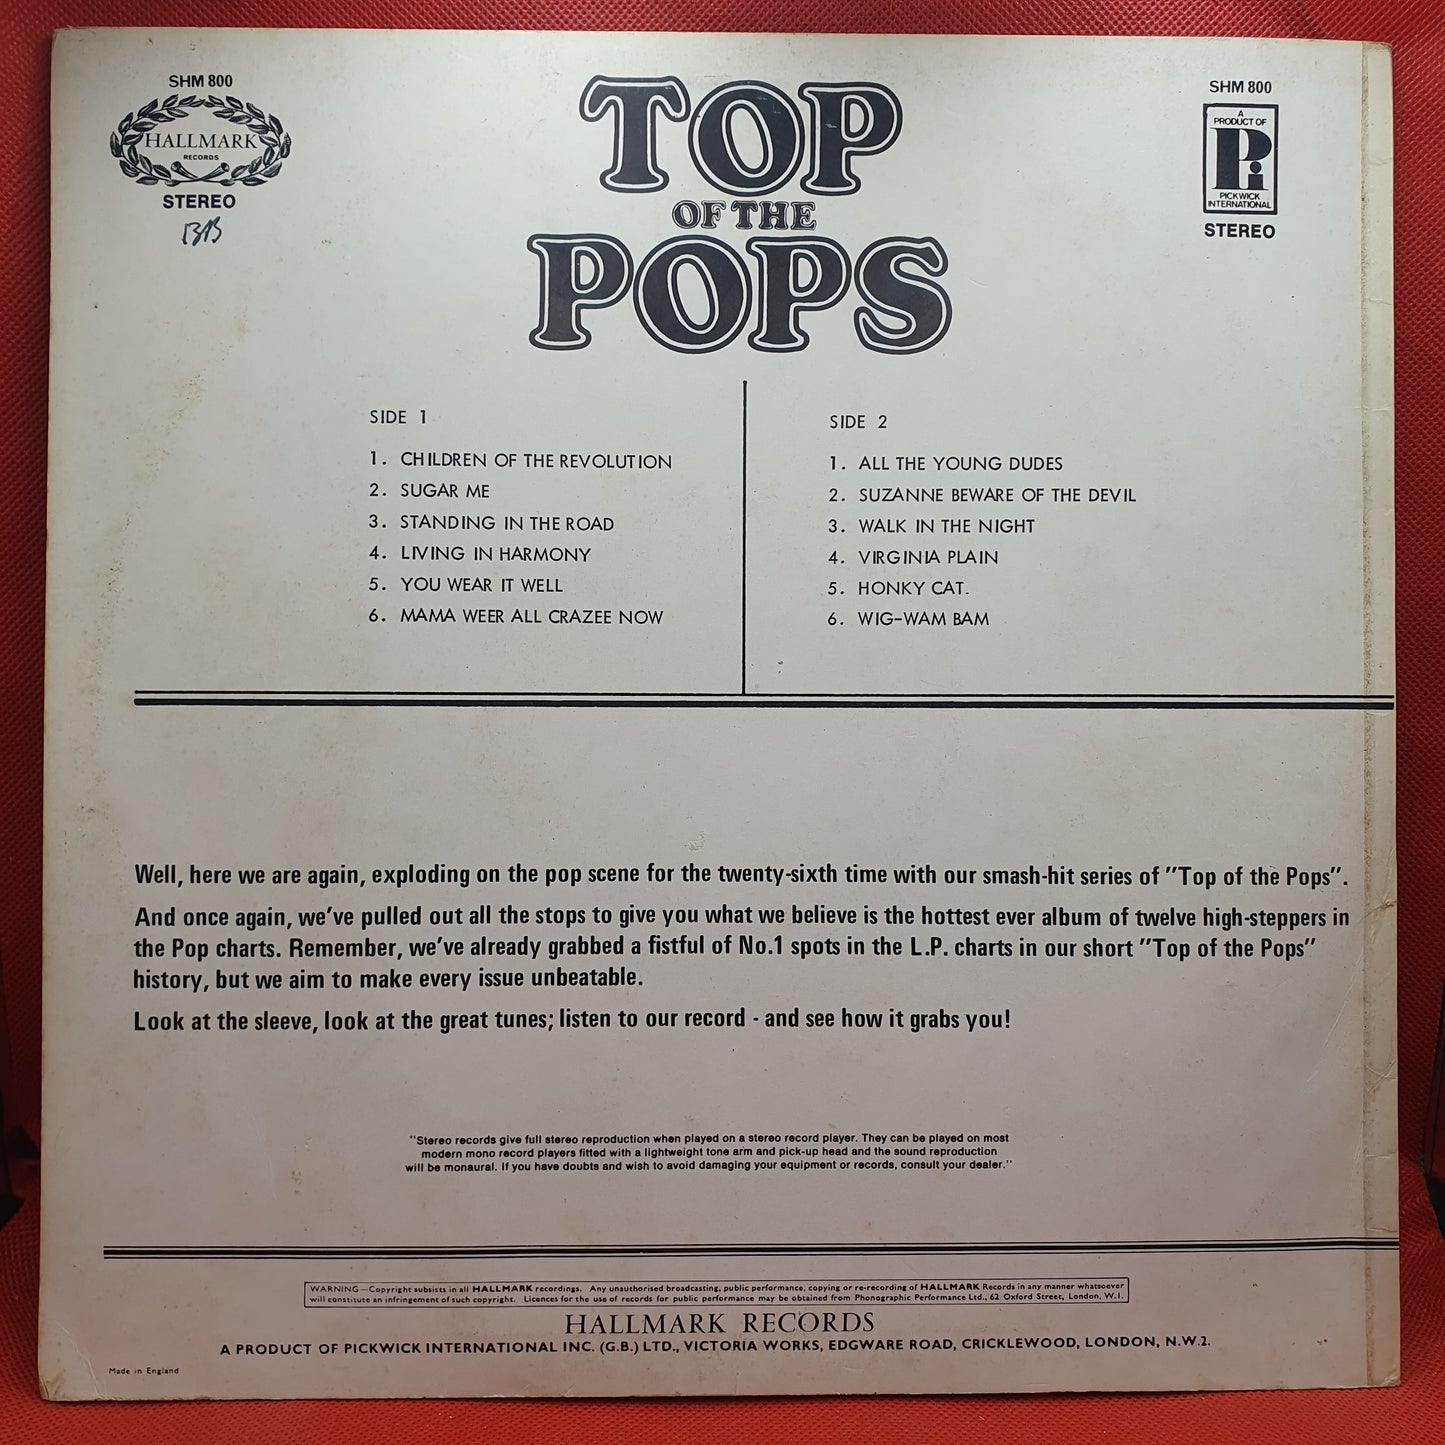 SHM 800
HALLMARK
RECORDS
STEREO
BB
TOP
OF THE
POPS
SHM 800
A
PRODUCT OF
Pi
PICKWICK
INTERNATIONAL
STEREO
SIDE 1
1. CHILDREN OF THE REVOLUTION
2. SUGAR ME
3. STANDING IN THE ROAD
4. LIVING IN HARMONY
5. YOU WEAR IT WELL
6. MAMA WEER ALL CRAZEE NOW
SIDE 2
1. ALL THE YOUNG DUDES
2. SUZANNE BEWARE OF THE DEVIL
3. WALK IN THE NIGHT
4. VIRGINIA PLAIN
5. HONKY CAT.
6. WIG-WAM BAM
Well, here we are again, exploding on the pop scene for the twenty-sixth time with our smash-hit series of "Top of the Pops".
And once again, we've pulled out all the stops to give you what we believe is the hottest ever album of twelve high-steppers in
the Pop charts. Remember, we've already grabbed a fistful of No.1 spots in the L.P. charts in our short "Top of the Pops"
history, but we aim to make every issue unbeatable.
Look at the sleeve, look at the great tunes; listen to our record - and see how it grabs you!
"Stereo records give full stereo reproduction when played on a stereo record player. They can be played on most
modern mono record players fitted with a lightweight tone arm and pick-up head and the sound reproduction
will be monaural. If you have doubts and wish to avoid damaging your equipment or records, consult your dealer."
WARNING—Copyright subsists in all HALLMARK recordings. Any unauthorised broadcasting, public performance, copying or re-recording of HALLMARK Records in any manner whatsoever
will constitute an infringement of such copyright. Licences for the use of records for public performance may be obtained from Phonographic Performance Ltd., 62 Oxford Street, London, W.1.
HALLMARK RECORDS
A PRODUCT OF PICKWICK INTERNATIONAL INC. (G.B.) LTD., VICTORIA WORKS, EDGWARE ROAD, CRICKLEWOOD, LONDON, N.W.2.
Made in England